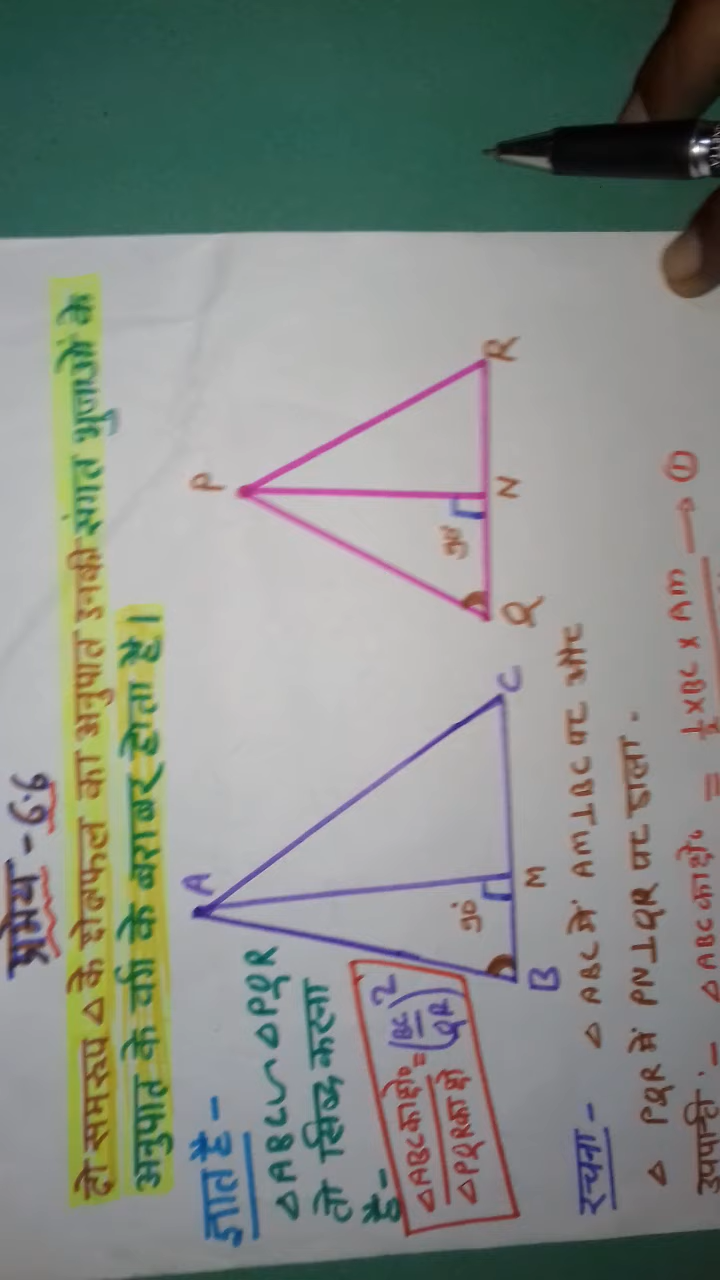 प्रमेय - 6.6
दो समरूप △ के क्षेत्रफल का अनुपात उनकी संगत भुजाओं के
अनुपात के वर्ग के बराबर होता है।
ज्ञात है -
△ABC ~ △PQR
तो सिद्ध करना
है -
△ABC का क्षे० / △PQR का क्षे = (BC/QR)²
A
90°
B
M
C
P
90°
Q
N
R
रचना - △ ABC में AM⊥BC पर और
△ PQR में PN⊥QR पर डाला.
उपपत्ति :- △ABC का क्षे० = ½ × BC × AM → ①